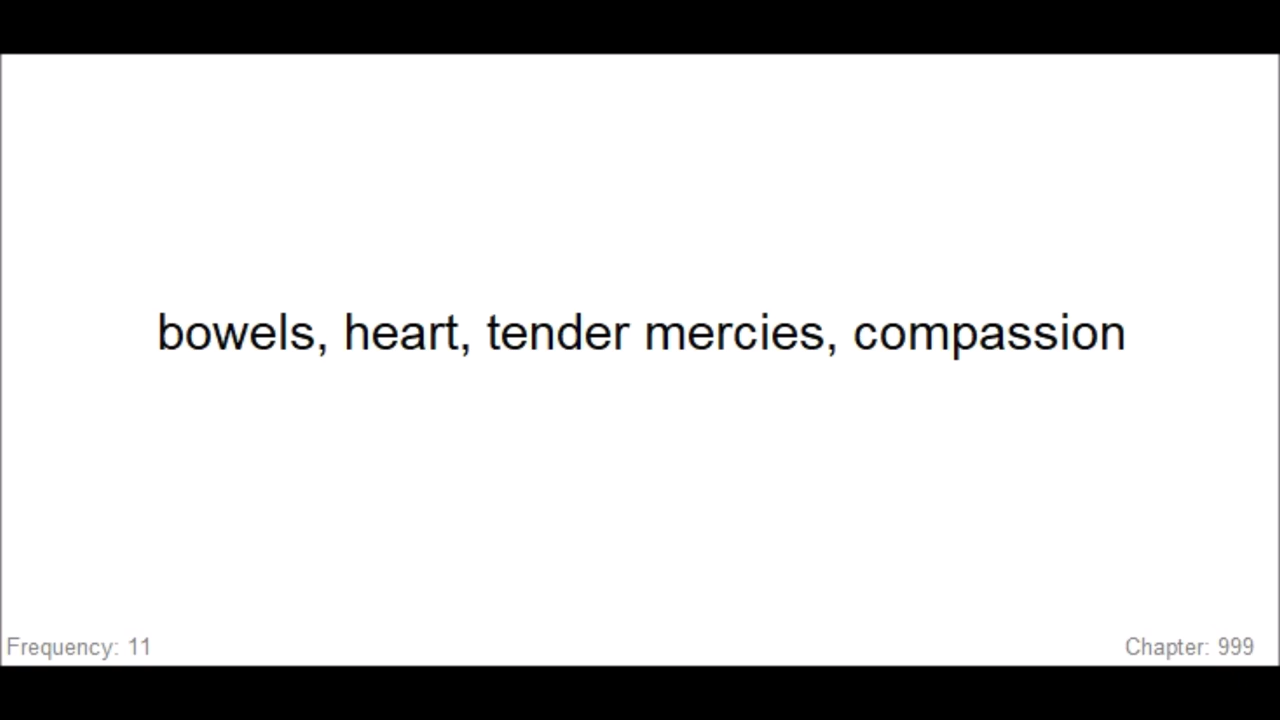 bowels, heart, tender mercies, compassion
Frequency: 11
Chapter: 999